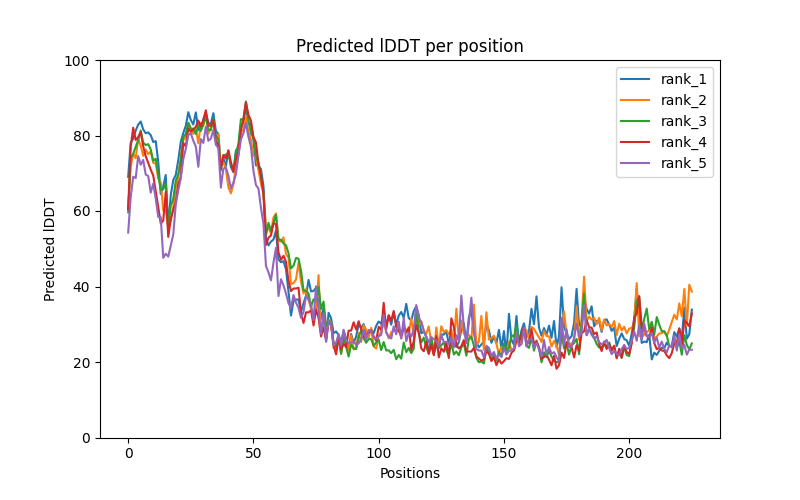 Predicted lDDT per position
100
80
60
40
20
0
Predicted lDDT
0 50 100 150 200
Positions
rank_1
rank_2
rank_3
rank_4
rank_5